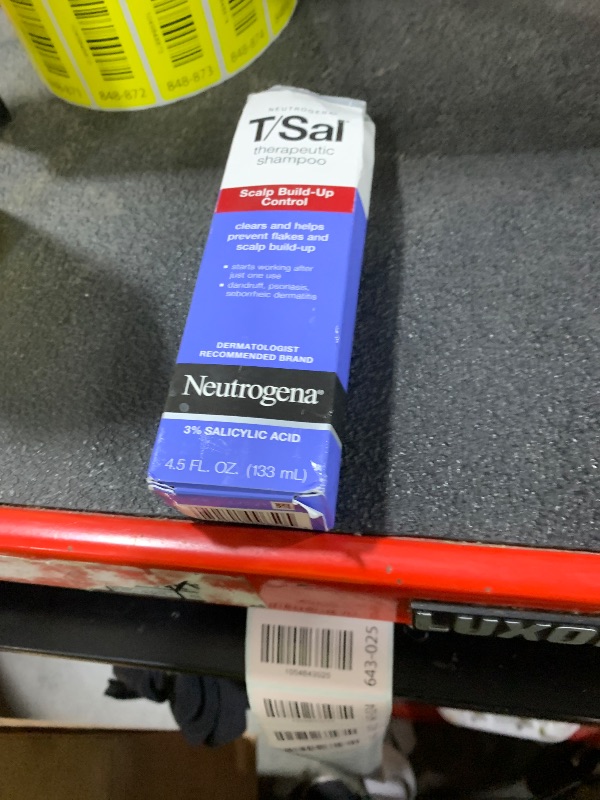 848-872
848-873
848-874
NEUTROGENA
T/Sal
therapeutic
shampoo
Scalp Build-Up
Control
clears and helps
prevent flakes and
scalp build-up
• starts working after
just one use
• dandruff, psoriasis,
seborrheic dermatitis
DERMATOLOGIST
RECOMMENDED BRAND
Neutrogena®
3% SALICYLIC ACID
4.5 FL. OZ. (133 mL)
643-025